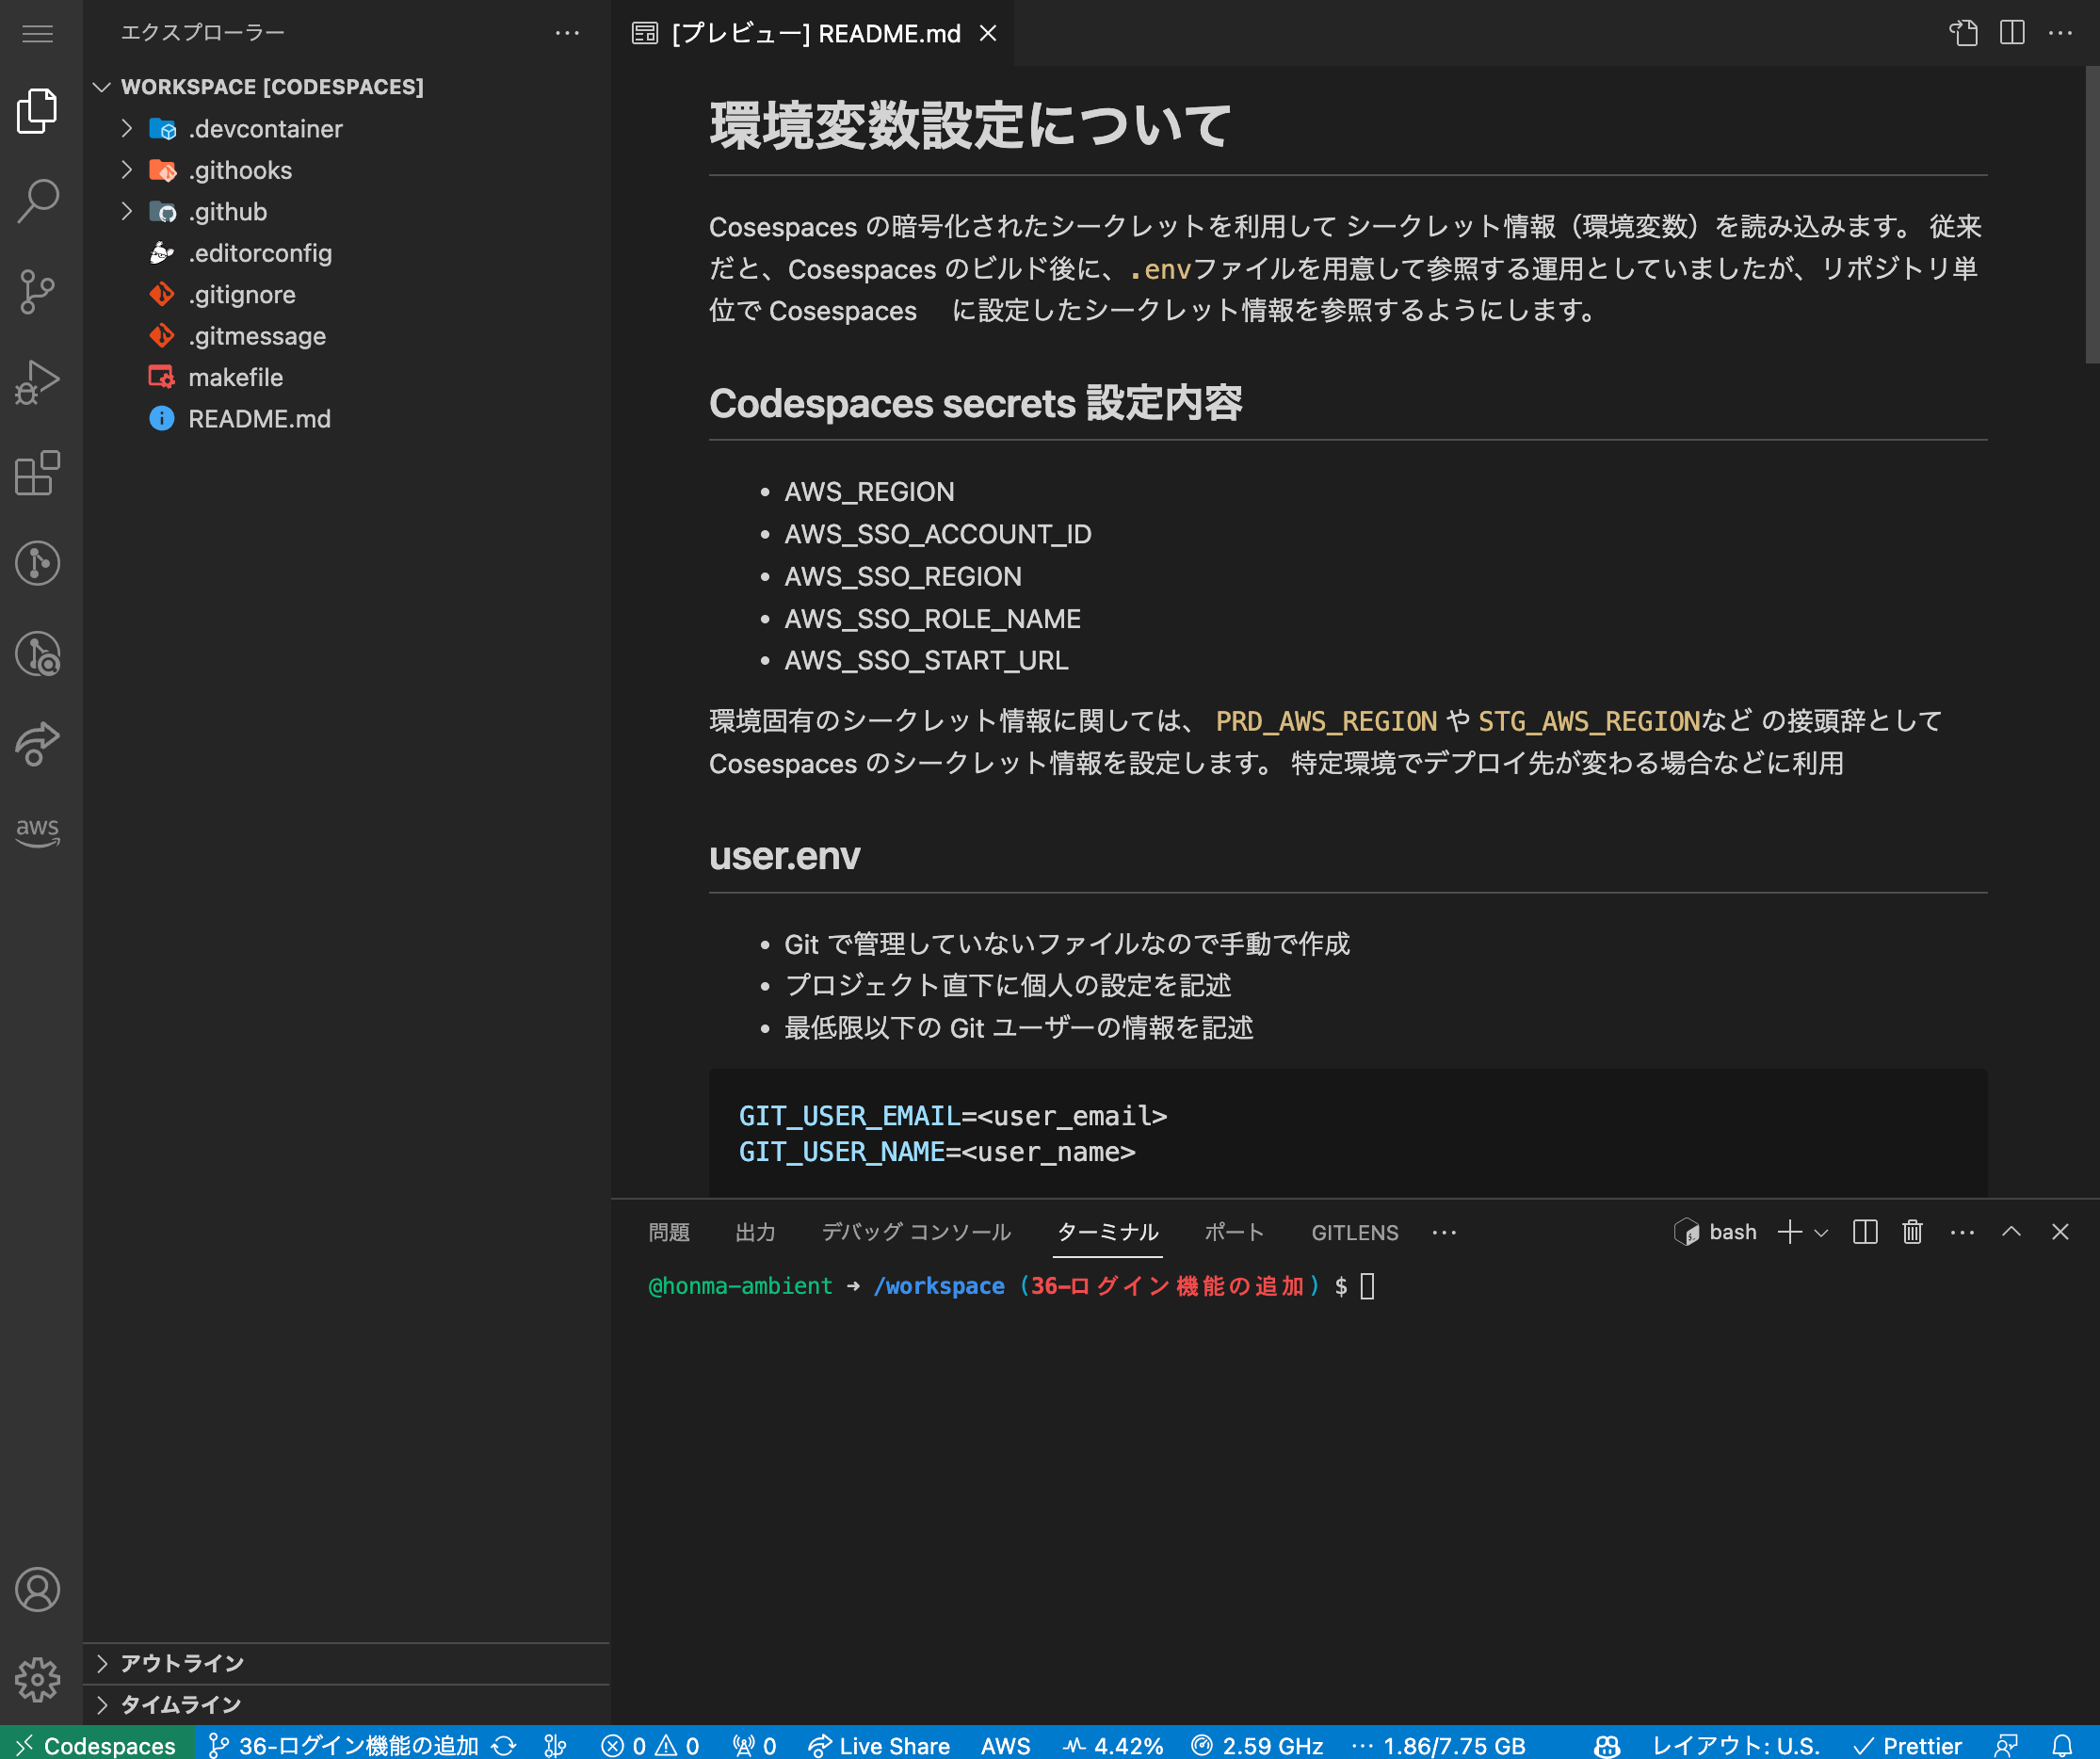 エクスプローラー
WORKSPACE [CODESPACES]
.devcontainer
.githooks
.github
.editorconfig
.gitignore
.gitmessage
makefile
README.md
aws
アウトライン
タイムライン
[プレビュー] README.md
環境変数設定について
Cosespaces の暗号化されたシークレットを利用して シークレット情報（環境変数）を読み込みます。 従来
だと、Cosespaces のビルド後に、.envファイルを用意して参照する運用としていましたが、リポジトリ単
位で Cosespaces　に設定したシークレット情報を参照するようにします。
Codespaces secrets 設定内容
• AWS_REGION
• AWS_SSO_ACCOUNT_ID
• AWS_SSO_REGION
• AWS_SSO_ROLE_NAME
• AWS_SSO_START_URL
環境固有のシークレット情報に関しては、 PRD_AWS_REGION や STG_AWS_REGIONなど の接頭辞として
Cosespaces のシークレット情報を設定します。 特定環境でデプロイ先が変わる場合などに利用
user.env
• Git で管理していないファイルなので手動で作成
• プロジェクト直下に個人の設定を記述
• 最低限以下の Git ユーザーの情報を記述
GIT_USER_EMAIL=<user_email>
GIT_USER_NAME=<user_name>
問題 出力 デバッグ コンソール ターミナル ポート GITLENS ··· bash
@honma-ambient → /workspace (36-ログイン機能の追加) $
Codespaces 36-ログイン機能の追加 0 0 0 Live Share AWS 4.42% 2.59 GHz ··· 1.86/7.75 GB レイアウト: U.S. Prettier